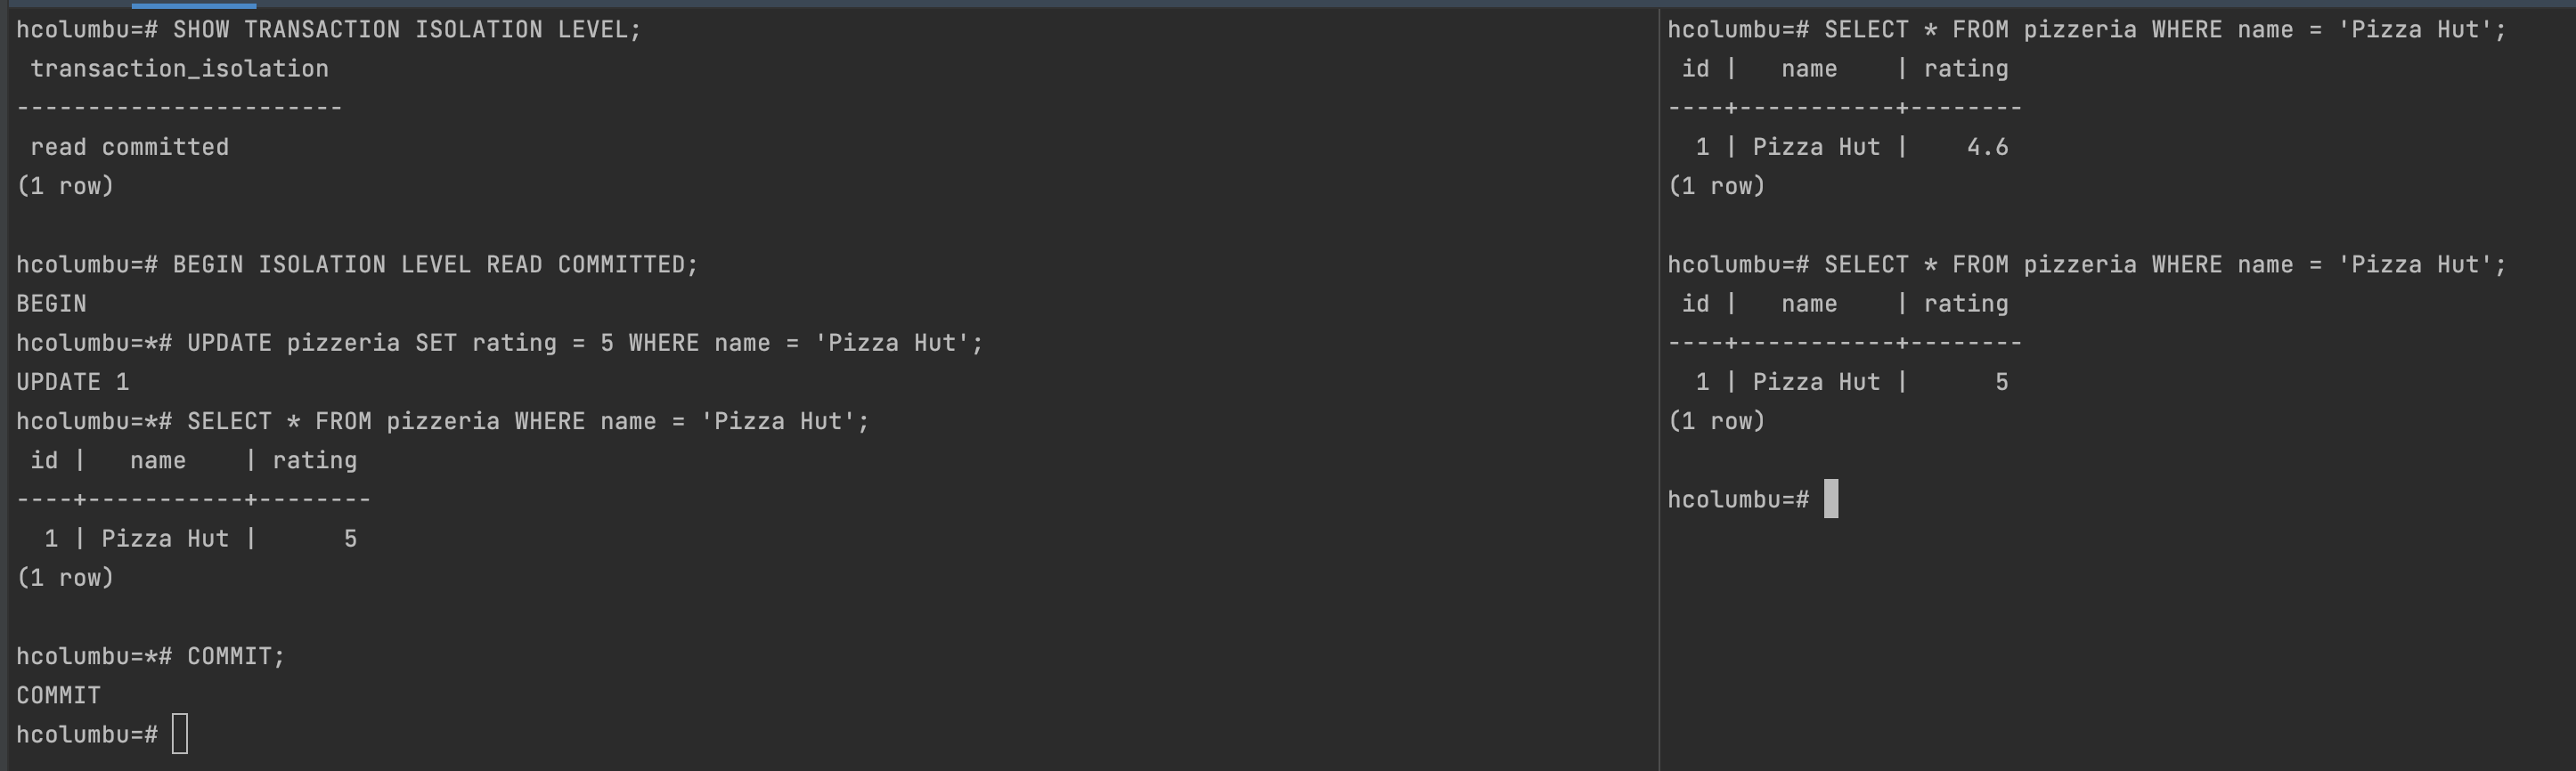 hcolumbu=# SHOW TRANSACTION ISOLATION LEVEL;
 transaction_isolation
-----------------------
 read committed
(1 row)

hcolumbu=# BEGIN ISOLATION LEVEL READ COMMITTED;
BEGIN
hcolumbu=*# UPDATE pizzeria SET rating = 5 WHERE name = 'Pizza Hut';
UPDATE 1
hcolumbu=*# SELECT * FROM pizzeria WHERE name = 'Pizza Hut';
 id |   name    | rating
----+-----------+--------
  1 | Pizza Hut |      5
(1 row)

hcolumbu=*# COMMIT;
COMMIT
hcolumbu=#
hcolumbu=# SELECT * FROM pizzeria WHERE name = 'Pizza Hut';
 id |   name    | rating
----+-----------+--------
  1 | Pizza Hut |    4.6
(1 row)

hcolumbu=# SELECT * FROM pizzeria WHERE name = 'Pizza Hut';
 id |   name    | rating
----+-----------+--------
  1 | Pizza Hut |      5
(1 row)

hcolumbu=#